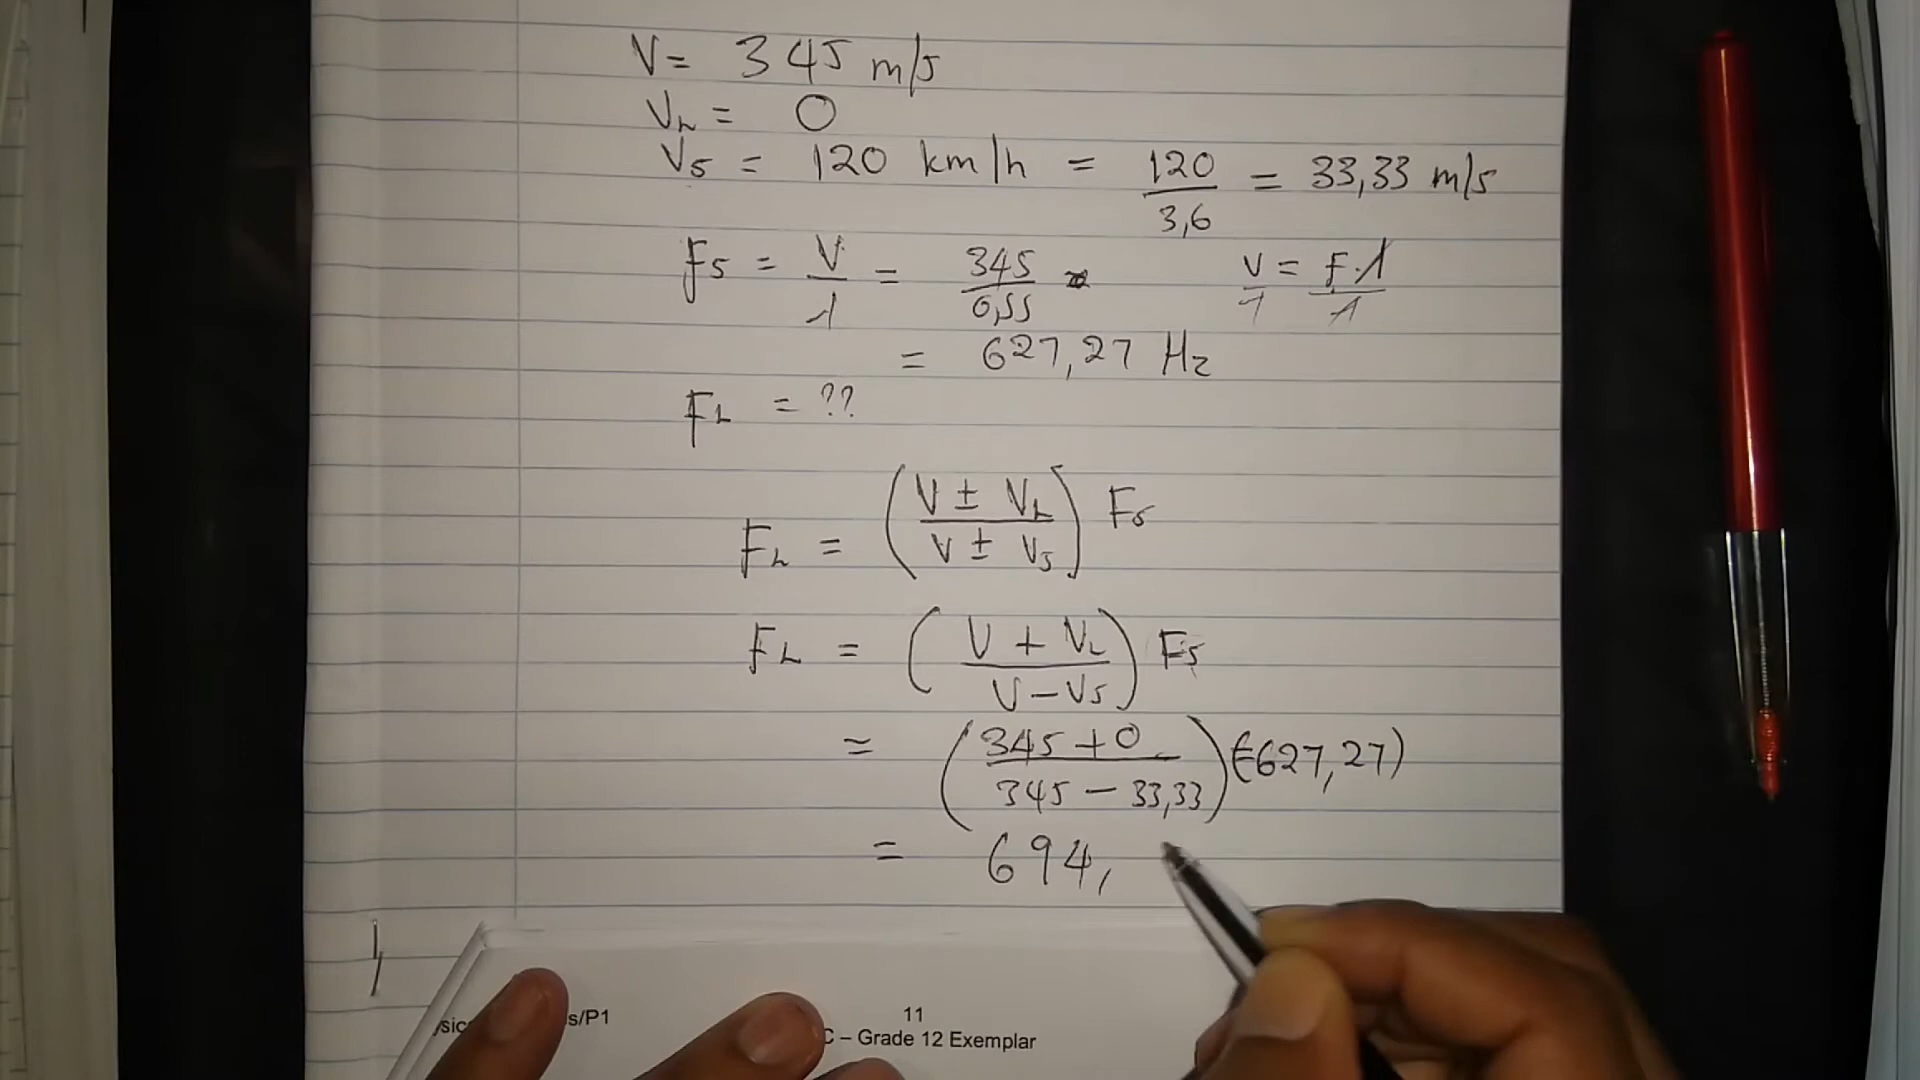 V = 345 m/s
VL = 0
Vs = 120 km/h = 120/3,6 = 33,33 m/s
Fs = V/λ = 345/0,55
V/λ = F.λ/λ
= 627,27 Hz
FL = ??
FL = (V ± VL / V ± Vs) Fs
FL = (V + VL / V - Vs) Fs
= (345 + 0 / 345 - 33,33)(627,27)
= 694,
s/P1
11
– Grade 12 Exemplar